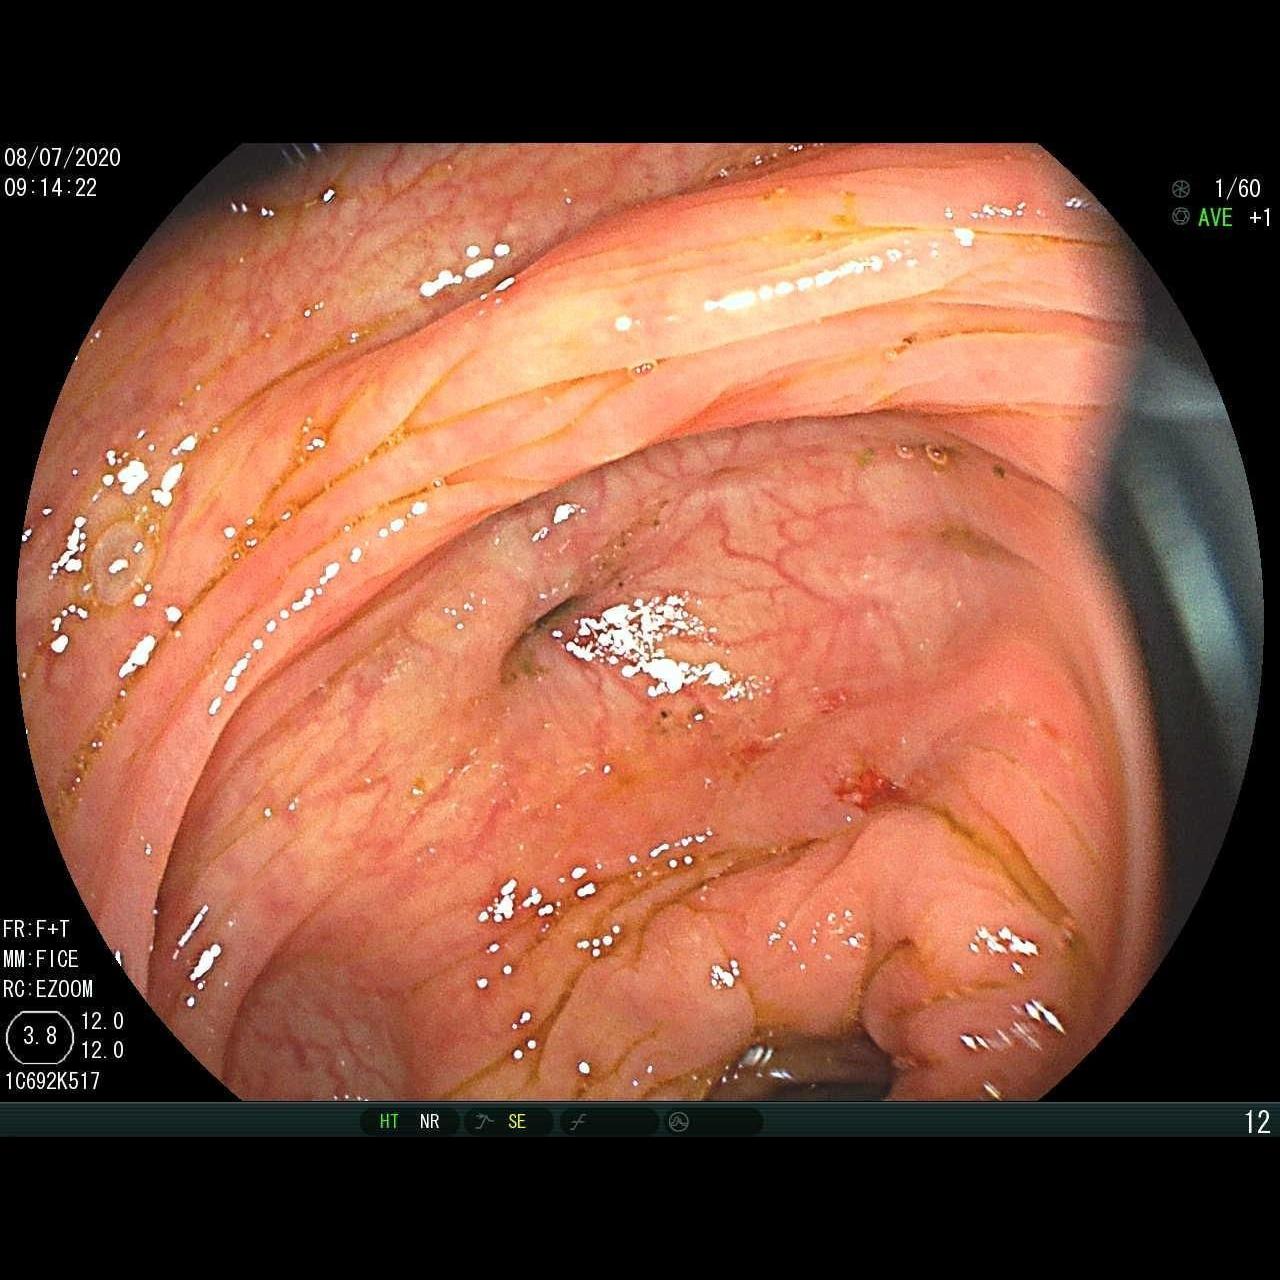 08/07/2020
09:14:22
1/60
AVE +1
FR:F+T
MM:FICE
RC:EZOOM
3.8
12.0
12.0
1C692K517
HT NR SE
12